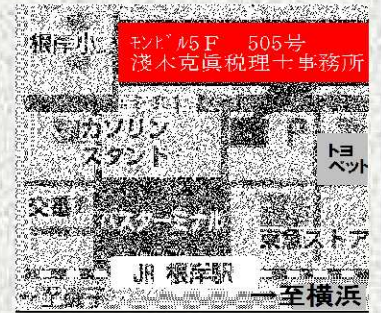 根岸小
モンビル5F 505号
浅木克眞税理士事務所
ガソリン
スタンド
トヨ
ペット
交番
バスターミナル
東急ストア
JR 根岸駅
→至横浜